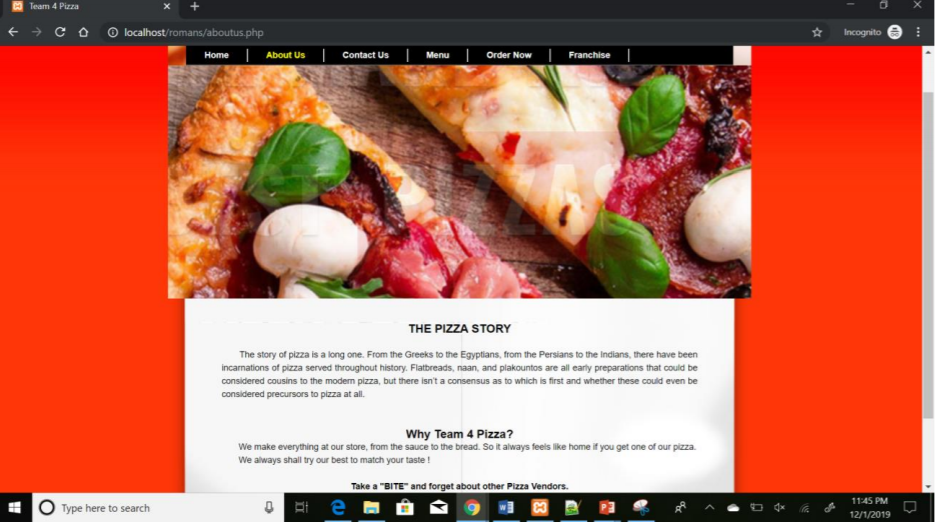 Team 4 Pizza
localhost/romans/aboutus.php
Incognito
Home About Us Contact Us Menu Order Now Franchise
PIZZAS
THE PIZZA STORY
The story of pizza is a long one. From the Greeks to the Egyptians, from the Persians to the Indians, there have been
incarnations of pizza served throughout history. Flatbreads, naan, and plakountos are all early preparations that could be
considered cousins to the modern pizza, but there isn't a consensus as to which is first and whether these could even be
considered precursors to pizza at all.
Why Team 4 Pizza?
We make everything at our store, from the sauce to the bread. So it always feels like home if you get one of our pizza.
We always shall try our best to match your taste !
Take a "BITE" and forget about other Pizza Vendors.
Type here to search
11:45 PM
12/1/2019